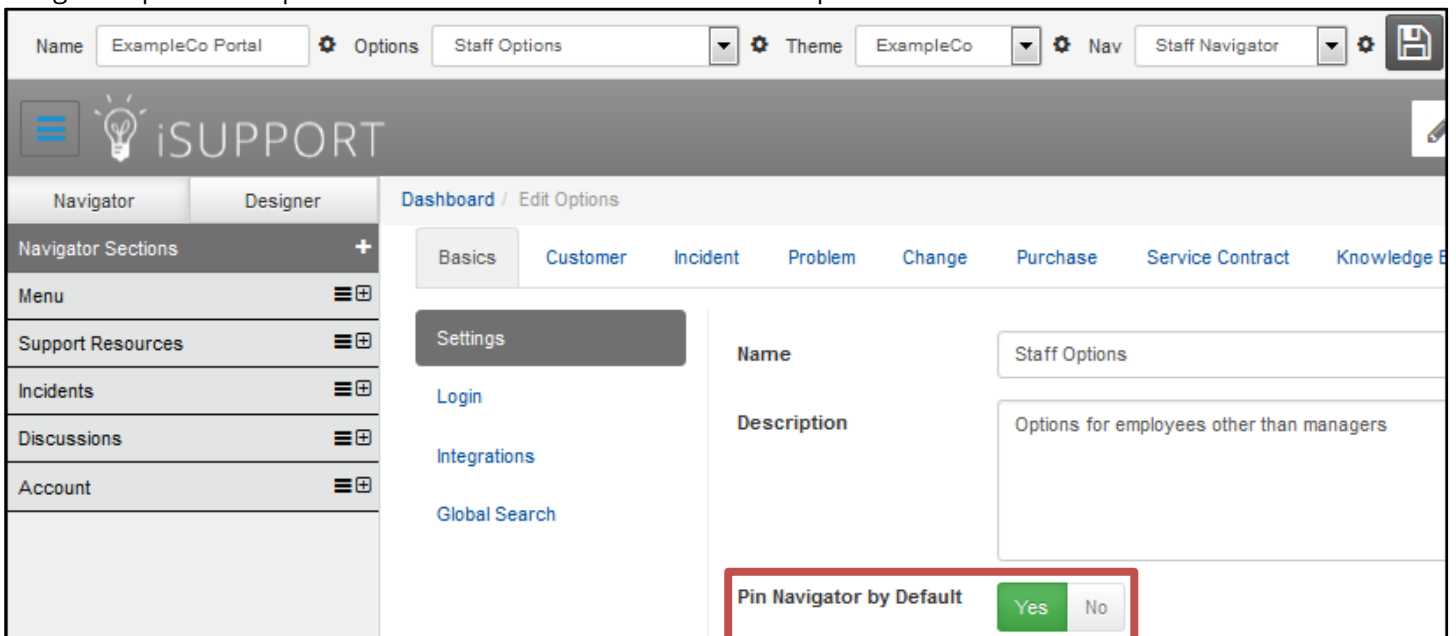 Name ExampleCo Portal Options Staff Options Theme ExampleCo Nav Staff Navigator
iSUPPORT
Navigator Designer Dashboard / Edit Options
Navigator Sections
Basics Customer Incident Problem Change Purchase Service Contract Knowledge
Menu
Support Resources
Settings
Name Staff Options
Incidents
Login
Description Options for employees other than managers
Discussions
Integrations
Account
Global Search
Pin Navigator by Default Yes No